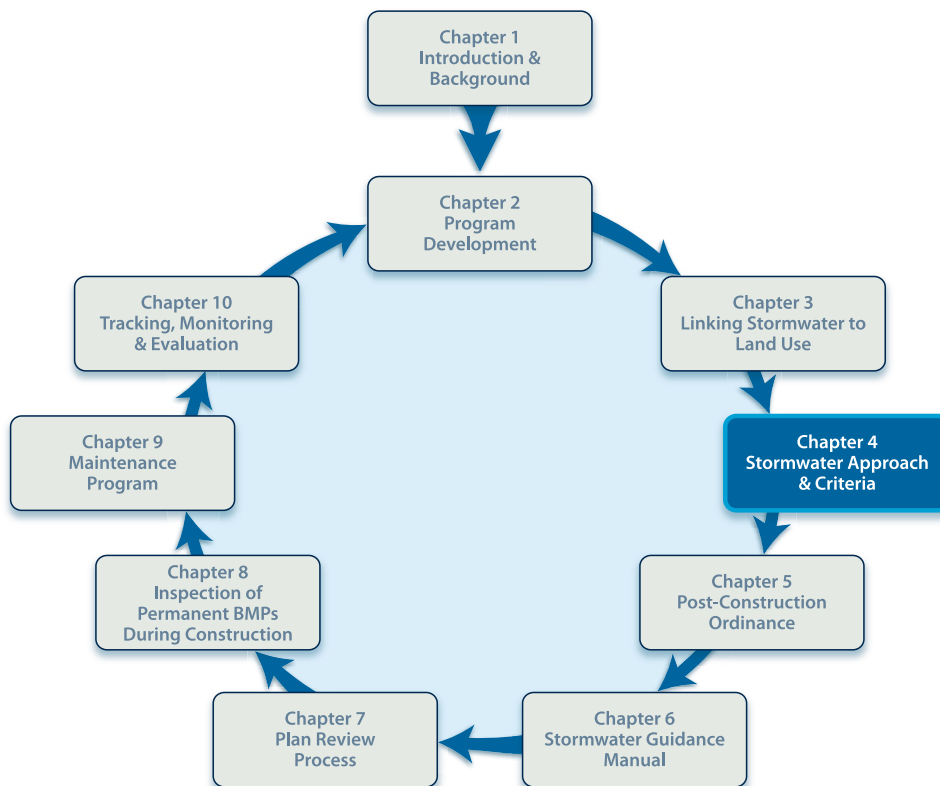 Chapter 1
Introduction &
Background
Chapter 2
Program
Development
Chapter 3
Linking Stormwater to
Land Use
Chapter 4
Stormwater Approach
& Criteria
Chapter 5
Post-Construction
Ordinance
Chapter 6
Stormwater Guidance
Manual
Chapter 7
Plan Review
Process
Chapter 8
Inspection of
Permanent BMPs
During Construction
Chapter 9
Maintenance
Program
Chapter 10
Tracking, Monitoring
& Evaluation